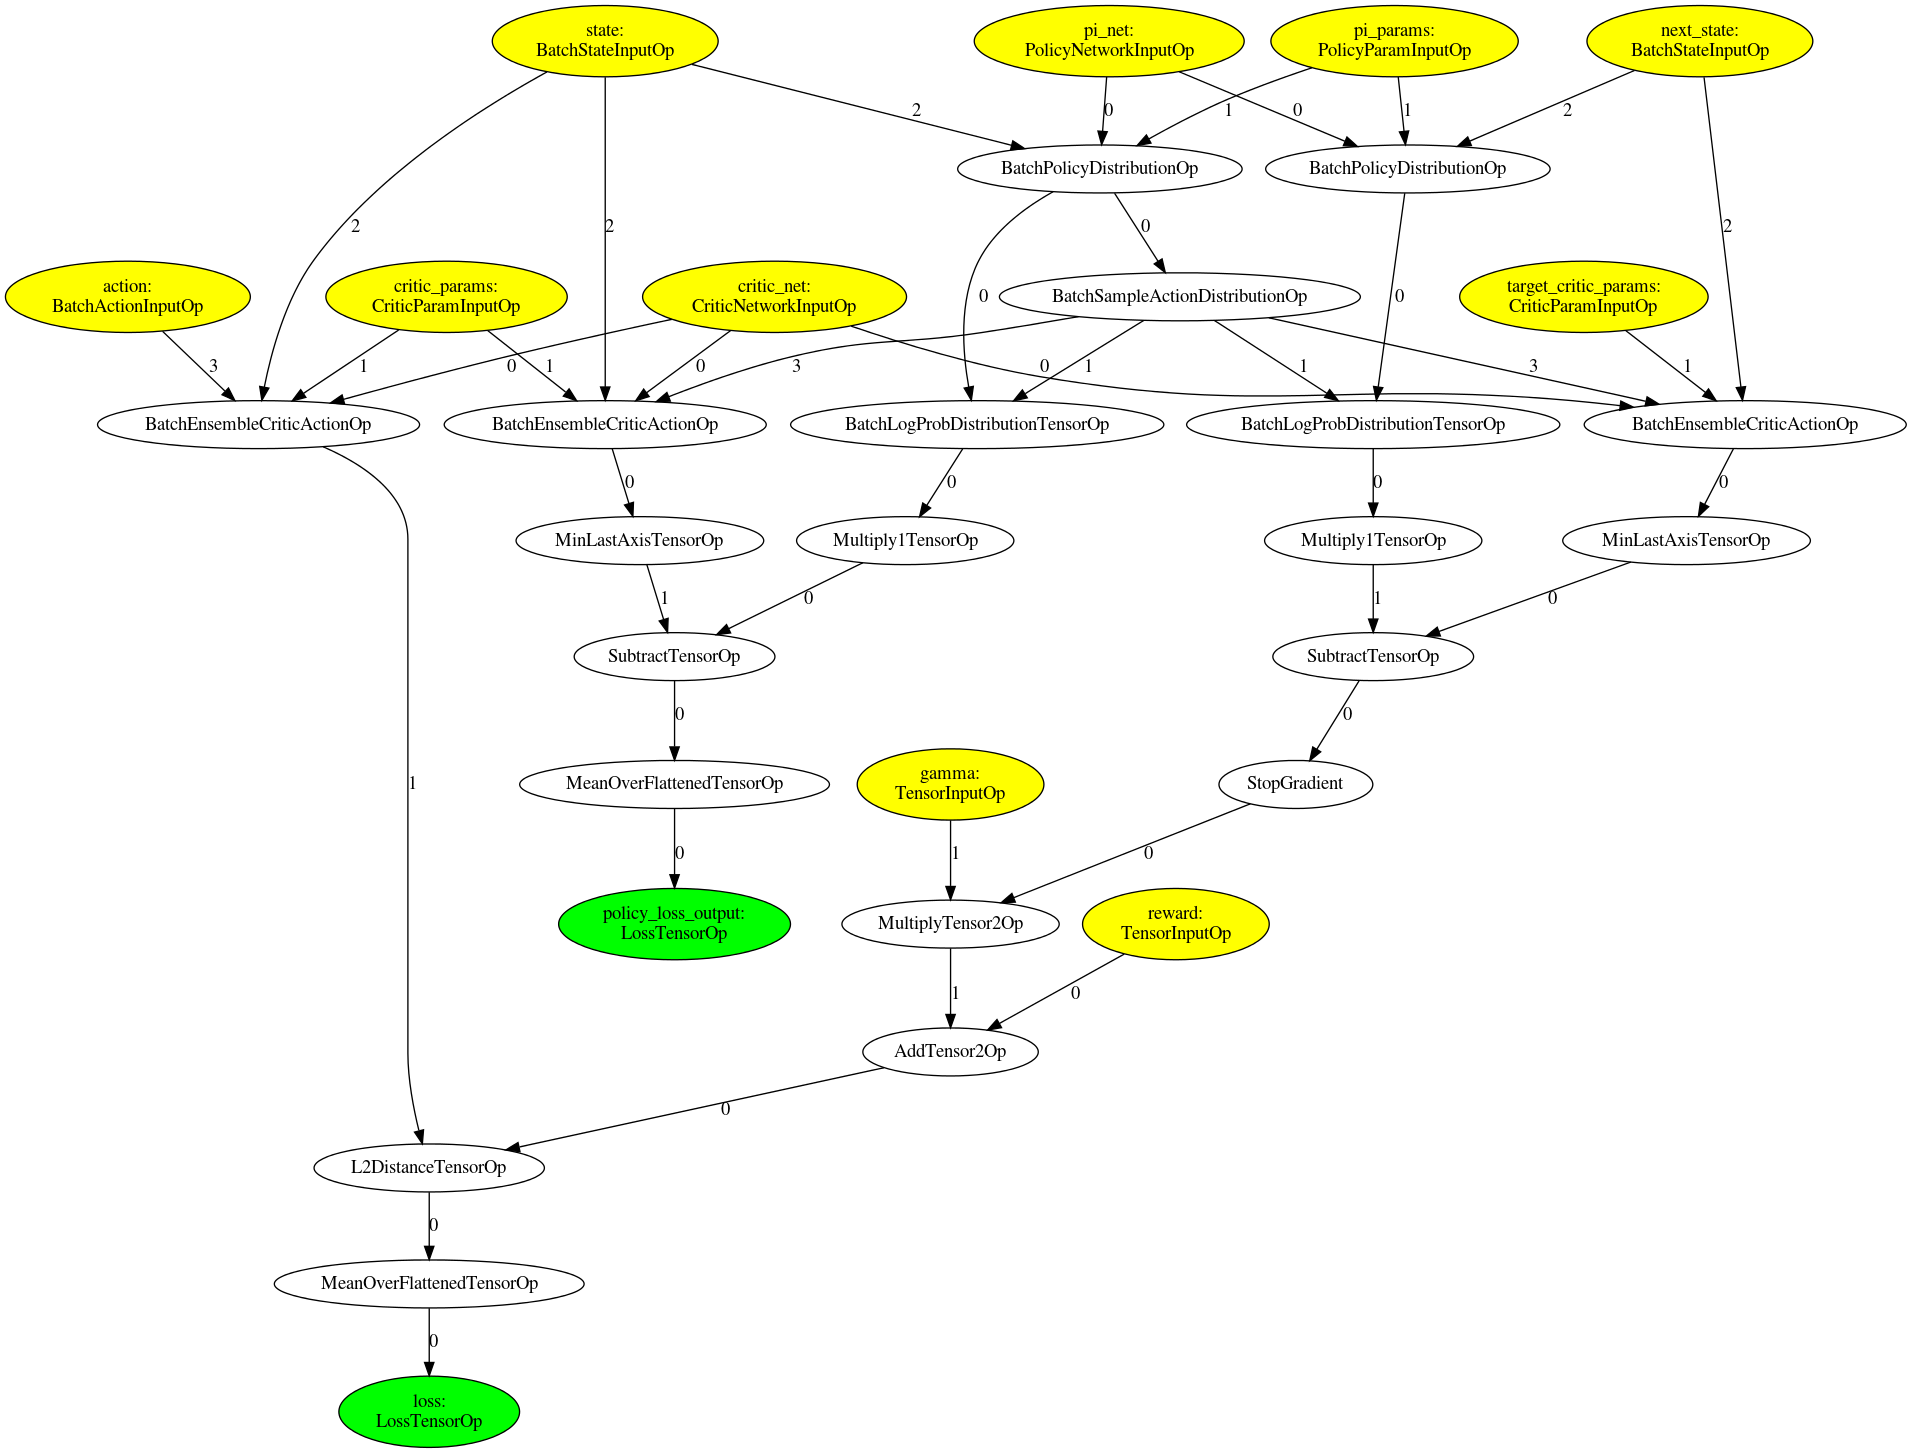 state:
BatchStateInputOp
pi_net:
PolicyNetworkInputOp
pi_params:
PolicyParamInputOp
next_state:
BatchStateInputOp
2
0
1
0
1
2
BatchPolicyDistributionOp
BatchPolicyDistributionOp
2
2
0
2
action:
BatchActionInputOp
critic_params:
CriticParamInputOp
critic_net:
CriticNetworkInputOp
0
BatchSampleActionDistributionOp
0
target_critic_params:
CriticParamInputOp
3
1
0
1
0
3
0
1
1
3
1
BatchEnsembleCriticActionOp
BatchEnsembleCriticActionOp
BatchLogProbDistributionTensorOp
BatchLogProbDistributionTensorOp
BatchEnsembleCriticActionOp
0
0
0
0
MinLastAxisTensorOp
Multiply1TensorOp
Multiply1TensorOp
MinLastAxisTensorOp
1
0
1
0
SubtractTensorOp
SubtractTensorOp
0
0
1
MeanOverFlattenedTensorOp
gamma:
TensorInputOp
StopGradient
0
1
0
policy_loss_output:
LossTensorOp
MultiplyTensor2Op
reward:
TensorInputOp
1
0
AddTensor2Op
0
L2DistanceTensorOp
0
MeanOverFlattenedTensorOp
0
loss:
LossTensorOp